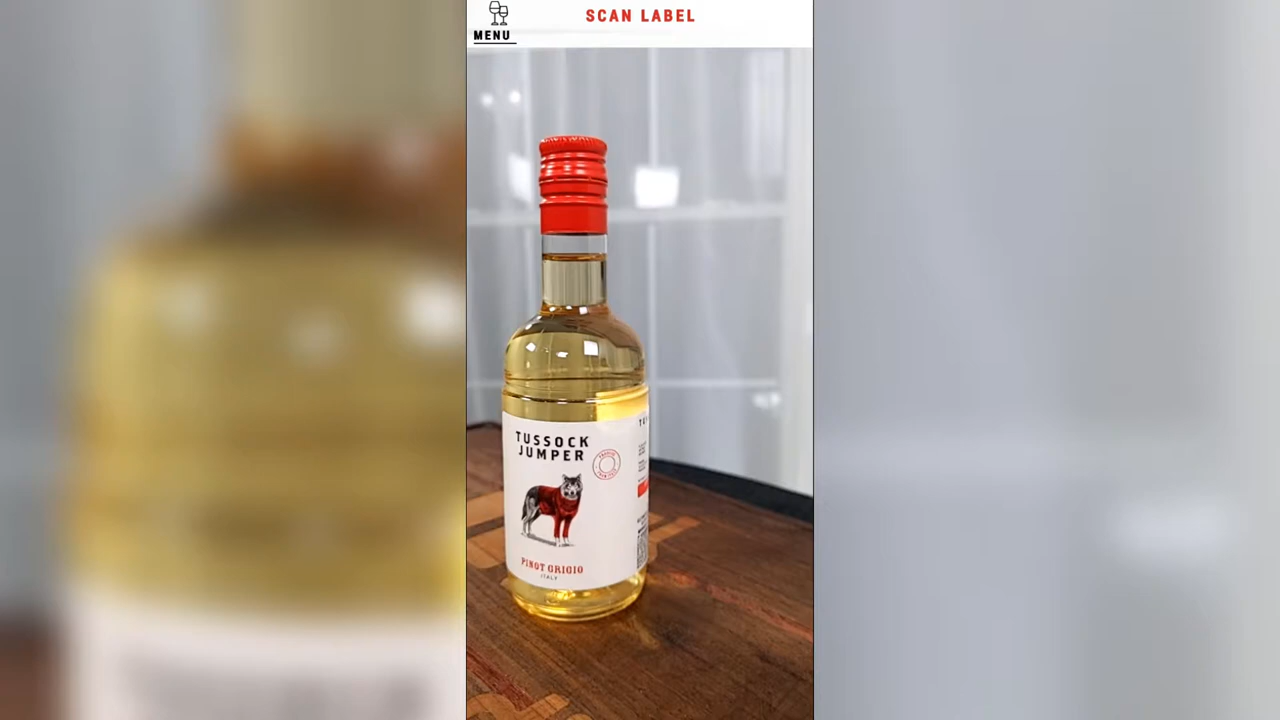 MENU
SCAN LABEL
TUSSOCK
JUMPER
PINOT GRIGIO
ITALY